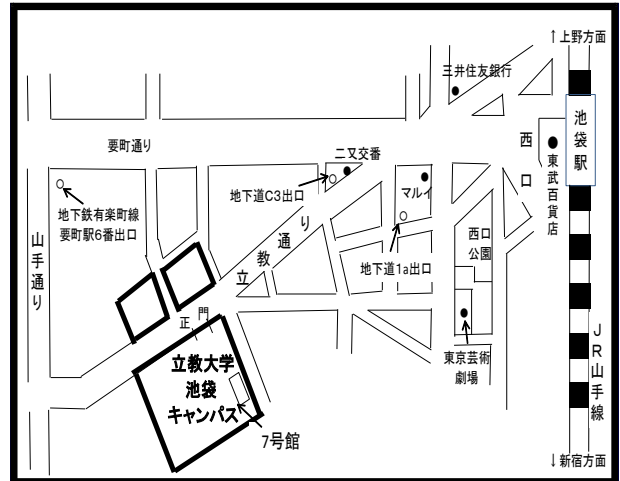 ↑上野方面
三井住友銀行
池袋駅
西口
東武百貨店
要町通り
二又交番
地下道C3出口
マルイ
地下鉄有楽町線
要町駅6番出口
立教通り
西口
公園
山手通り
地下道1a出口
正門
東京芸術
劇場
JR山手線
立教大学
池袋
キャンパス
7号館
↓新宿方面